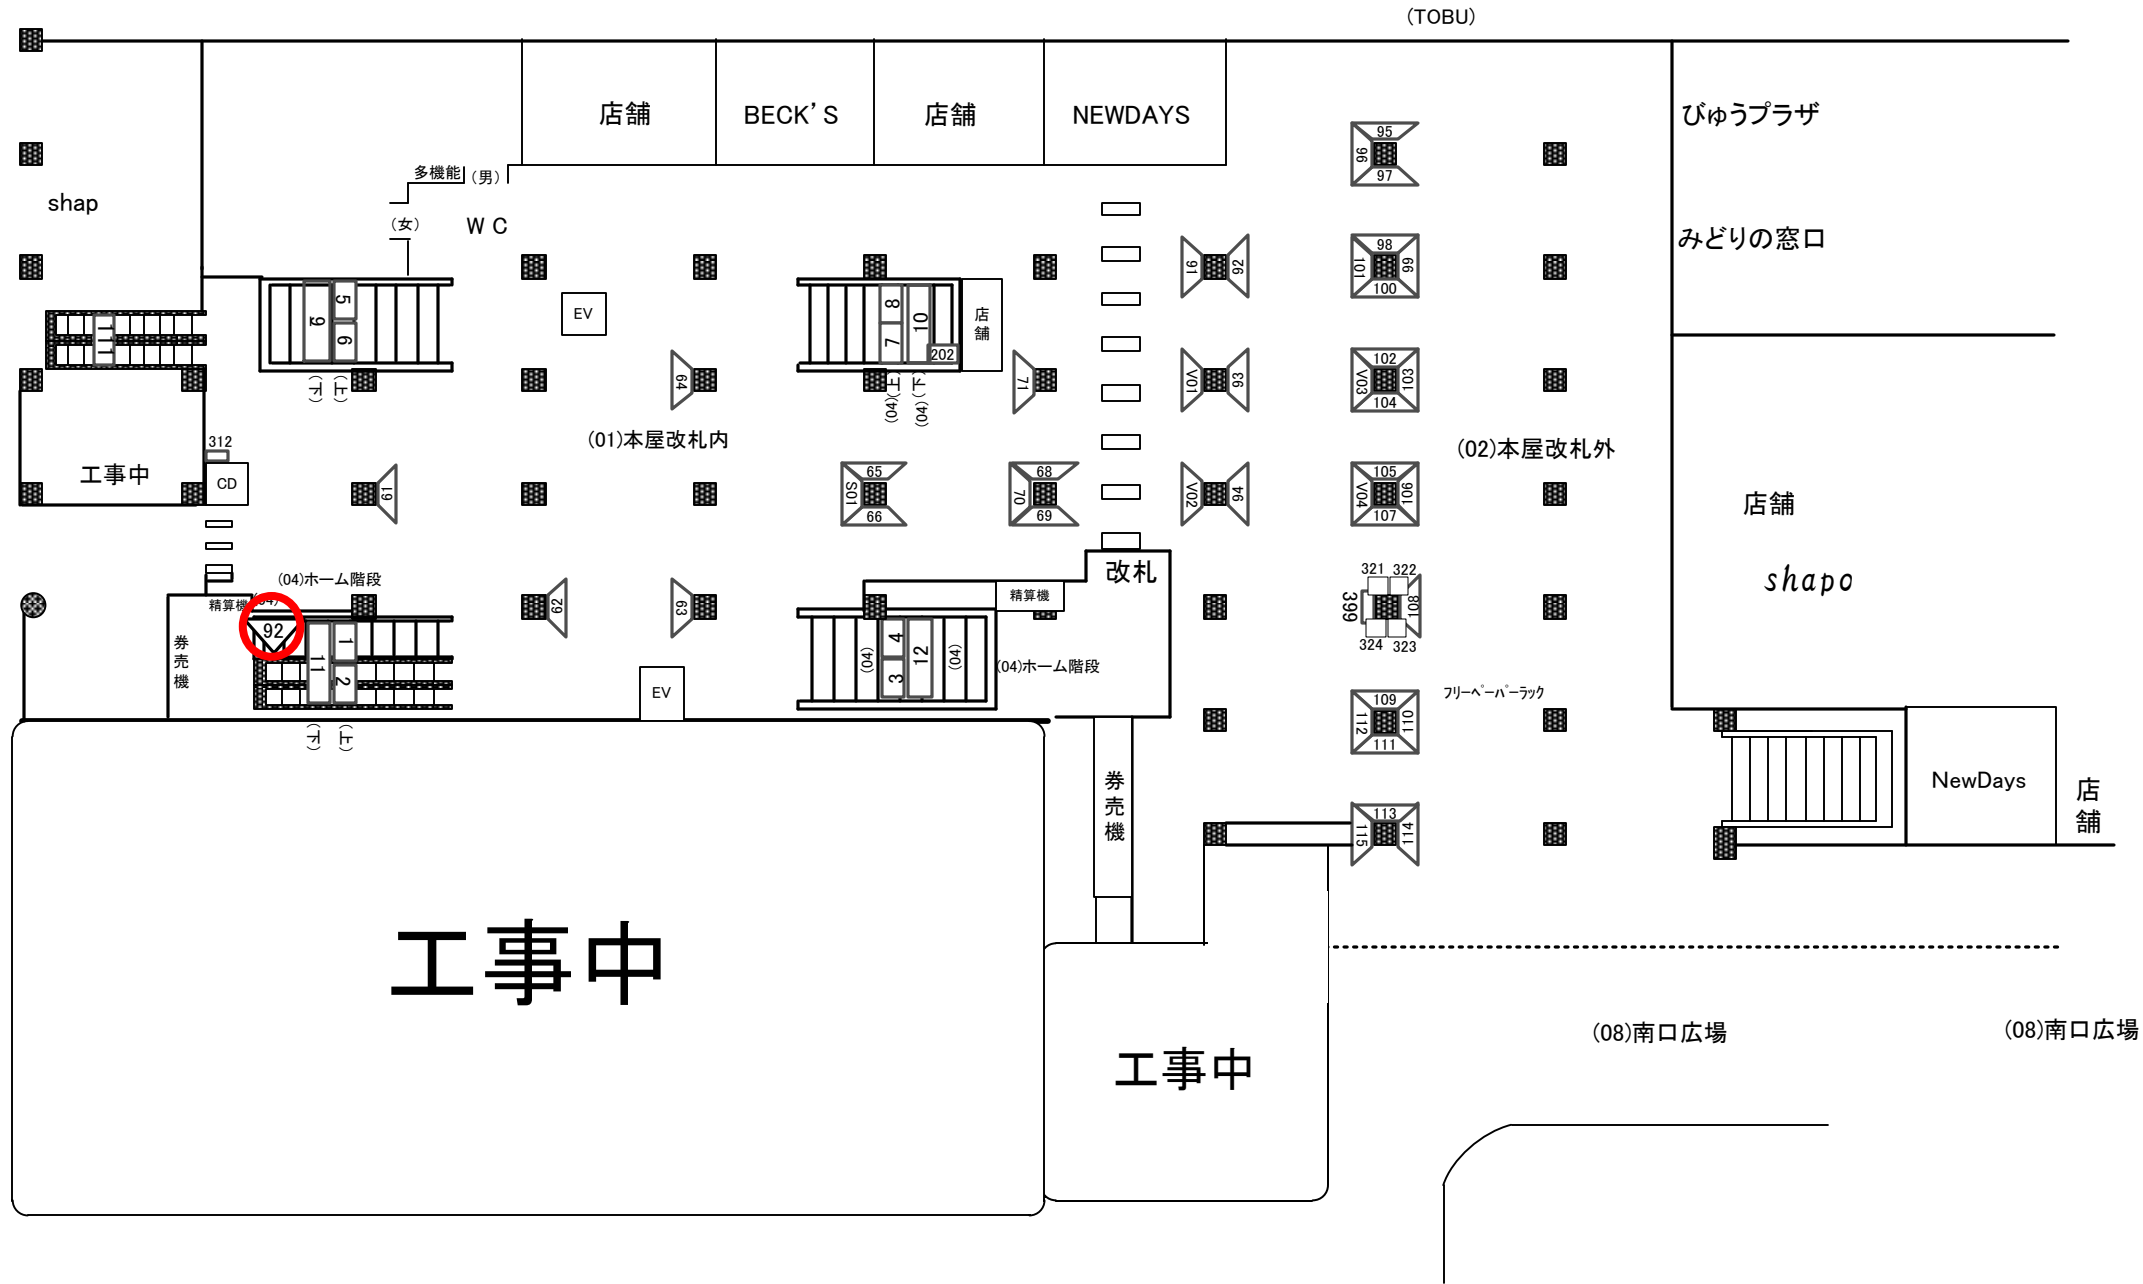 (TOBU)
店舗
BECK'S
店舗
NEWDAYS
びゅうプラザ
95
96
97
多機能
(男)
shap
(女)
W C
みどりの窓口
91
92
98
101
99
100
5
6
9
EV
8
7
10
202
店舗
111
64
71
V01
93
102
V03
103
104
(下)
(上)
(04)(上)
(04)(下)
312
(01)本屋改札内
(02)本屋改札外
工事中
CD
61
65
S01
66
68
70
69
V02
94
105
V04
106
107
店舗
(04)ホーム階段
改札
321
322
shapo
精算機
(04)
92
62
63
精算機
399
108
324
323
券売機
1
2
11
4
3
12
(04)
(04)
(04)ホーム階段
EV
フリーペーパーラック
109
112
110
111
(下)
(上)
券売機
NewDays
店舗
113
115
114
工事中
工事中
(08)南口広場
(08)南口広場